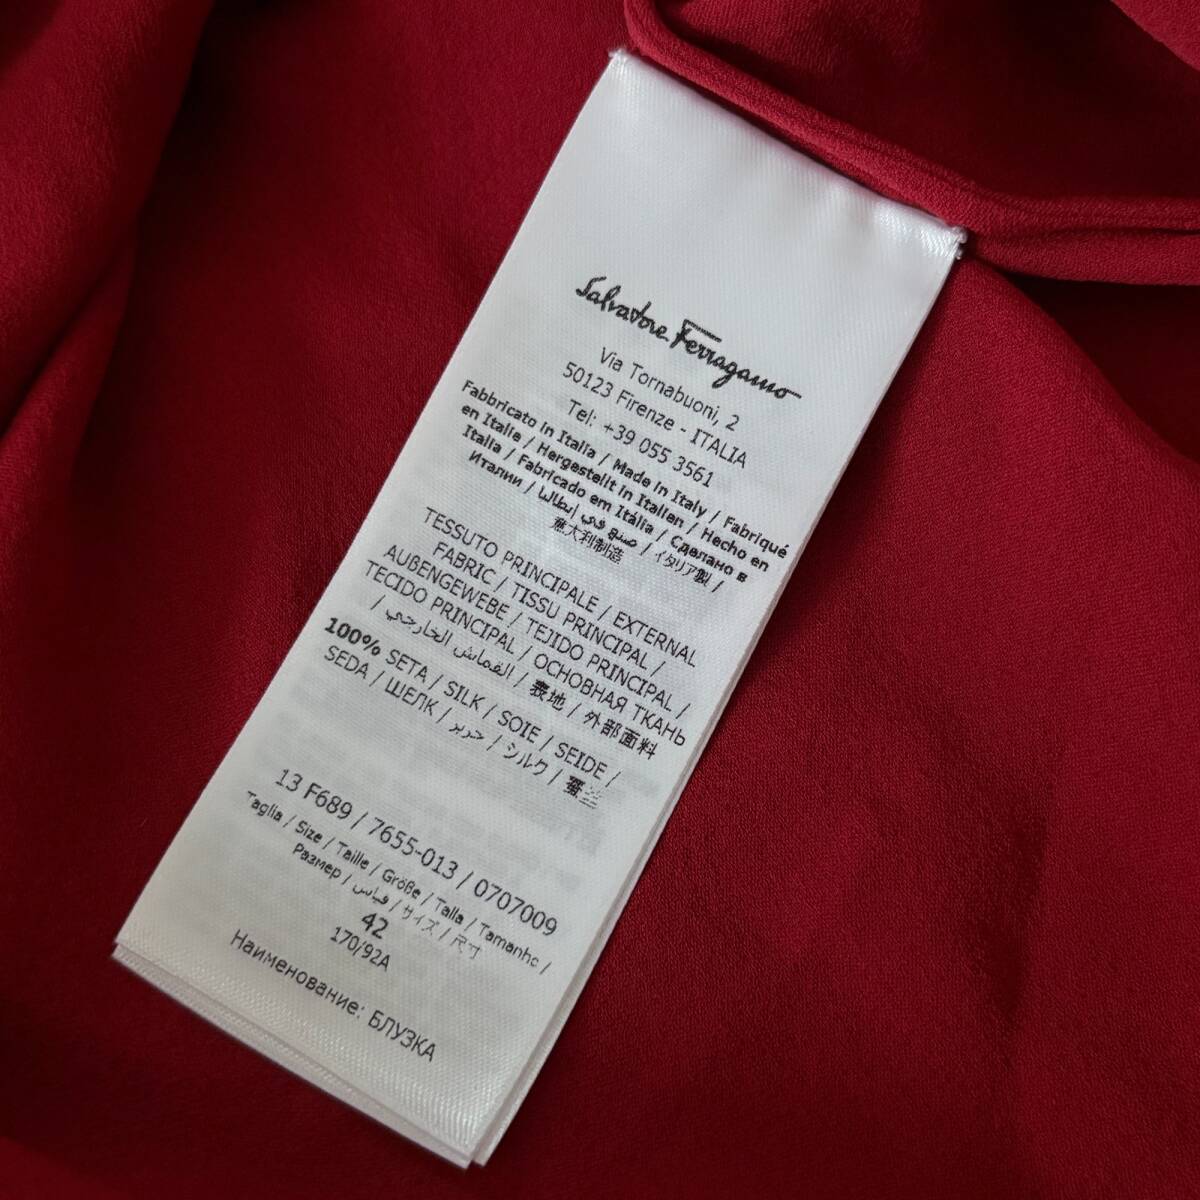 Salvatore Ferragamo
Via Tornabuoni, 2
50123 Firenze - ITALIA
Tel: +39 055 3561
Fabbricato in Italia / Made in Italy / Fabriqué
en Italie / Hergestellt in Italien / Hecho en
Italia / Fabricado em Itália / Сделано в
Италии / صنع في إيطاليا / イタリア製 /
意大利制造
TESSUTO PRINCIPALE / EXTERNAL
FABRIC / TISSU PRINCIPAL /
AUßENGEWEBE / TEJIDO PRINCIPAL /
TECIDO PRINCIPAL / ОСНОВНАЯ ТКАНЬ
/ القماش الخارجي / 表地 / 外部面料
100% SETA / SILK / SOIE / SEIDE /
SEDA / ШЕЛК / حرير / シルク / 蚕丝
13 F689 / 7655-013 / 0707009
Taglia / Size / Taille / Größe / Talla / Tamanho /
Размер / قياس / サイズ / 尺寸
42
170/92A
Наименование: БЛУЗКА